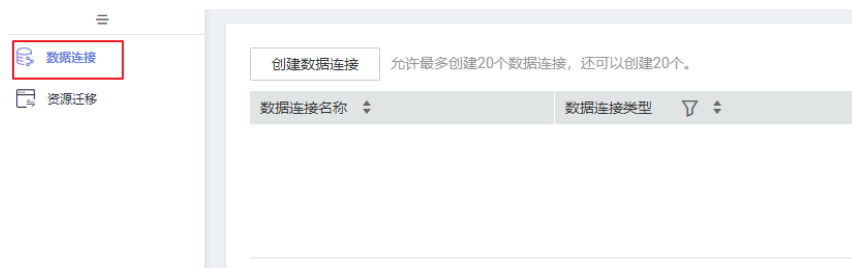 数据连接
资源迁移
创建数据连接 允许最多创建20个数据连接，还可以创建20个。
数据连接名称 数据连接类型